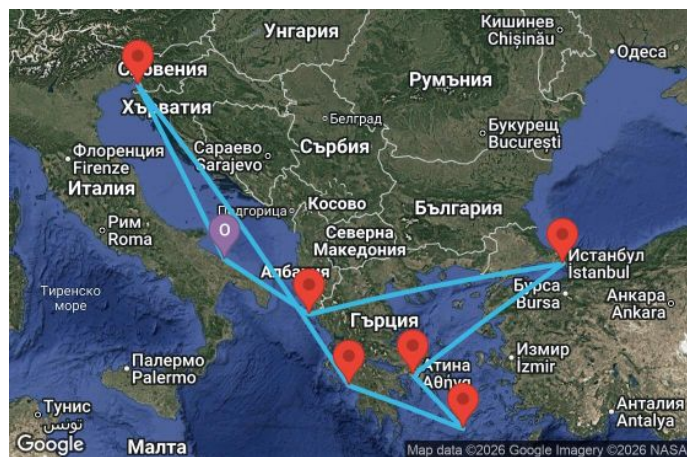 Унгария
Кишинев
Chișinău
Одеса
Словения
Хърватия
Румъния
Белград
Флоренция
Firenze
Сараево
Sarajevo
Сърбия
Букурещ
București
Италия
Рим
Roma
Подгорица
Косово
България
О
Северна
Македония
Албания
Истанбул
İstanbul
Тиренско
море
Бурса
Bursa
Анкара
Ankara
Гърция
Палермо
Palermo
Атина
Αθήνα
Измир
İzmir
Тунис
تونس
Анталия
Antalya
Google
Малта
Map data ©2026 Google Imagery ©2026 NASA